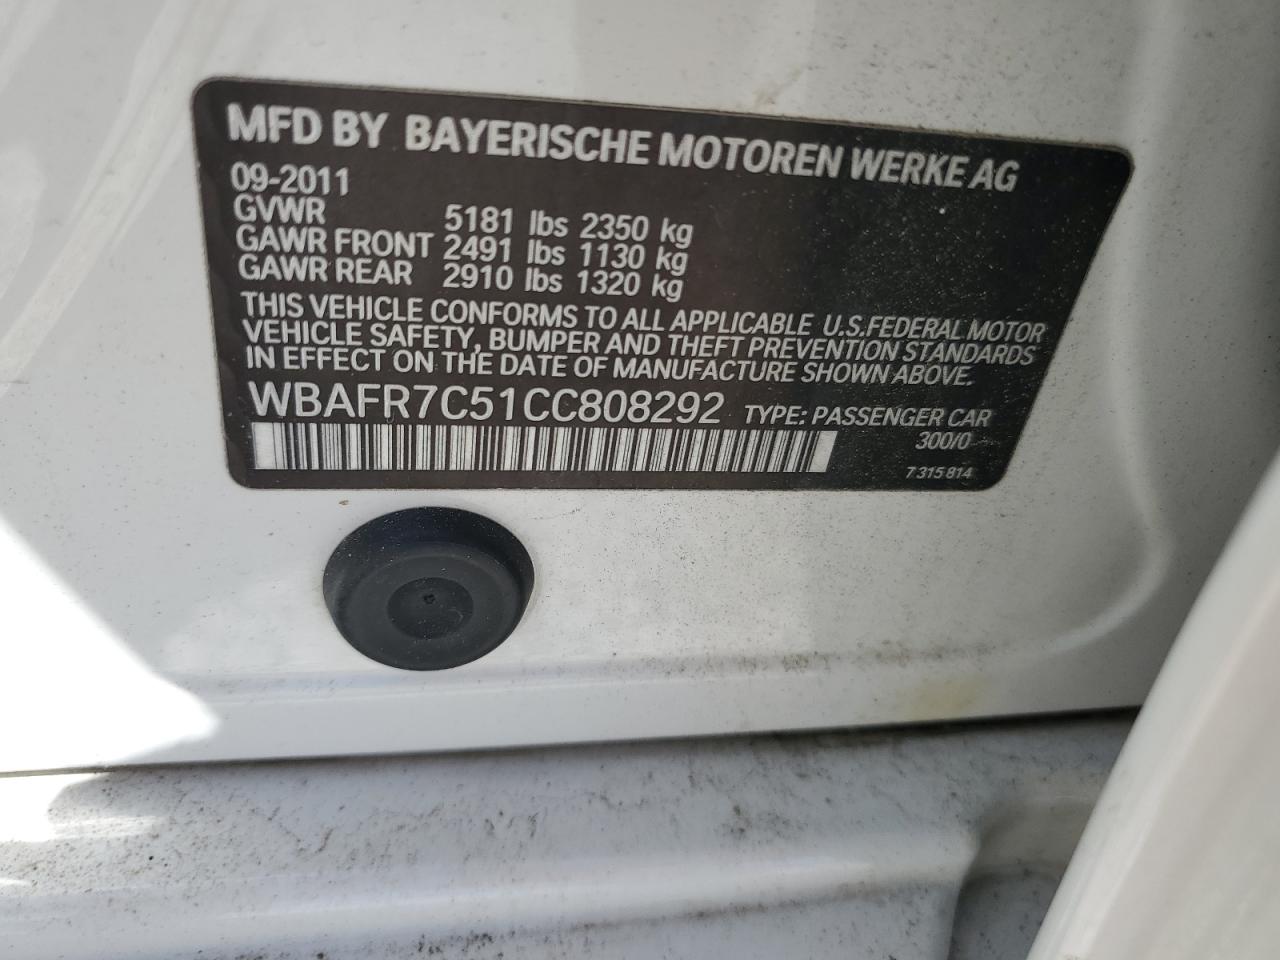 MFD BY BAYERISCHE MOTOREN WERKE AG
09-2011
GVWR 5181 lbs 2350 kg
GAWR FRONT 2491 lbs 1130 kg
GAWR REAR 2910 lbs 1320 kg
THIS VEHICLE CONFORMS TO ALL APPLICABLE U.S.FEDERAL MOTOR
VEHICLE SAFETY, BUMPER AND THEFT PREVENTION STANDARDS
IN EFFECT ON THE DATE OF MANUFACTURE SHOWN ABOVE.
WBAFR7C51CC808292 TYPE: PASSENGER CAR
300/0
7 315 814